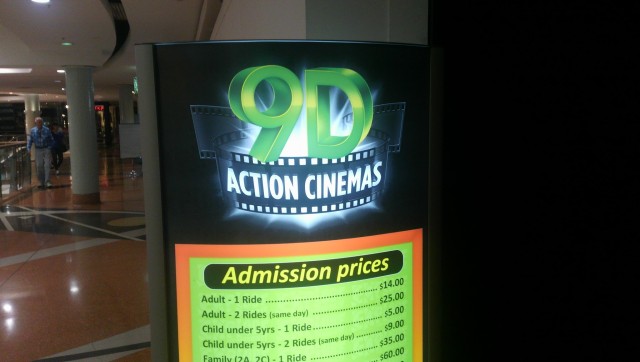 9D
ACTION CINEMAS
Admission prices
Adult - 1 Ride ........................................ $14.00
Adult - 2 Rides (same day) .................... $25.00
Child under 5yrs - 1 Ride ...................... $5.00
Child under 5yrs - 2 Rides (same day) ..... $9.00
Family (2A, 2C) - 1 Ride ........................ $35.00
$60.00